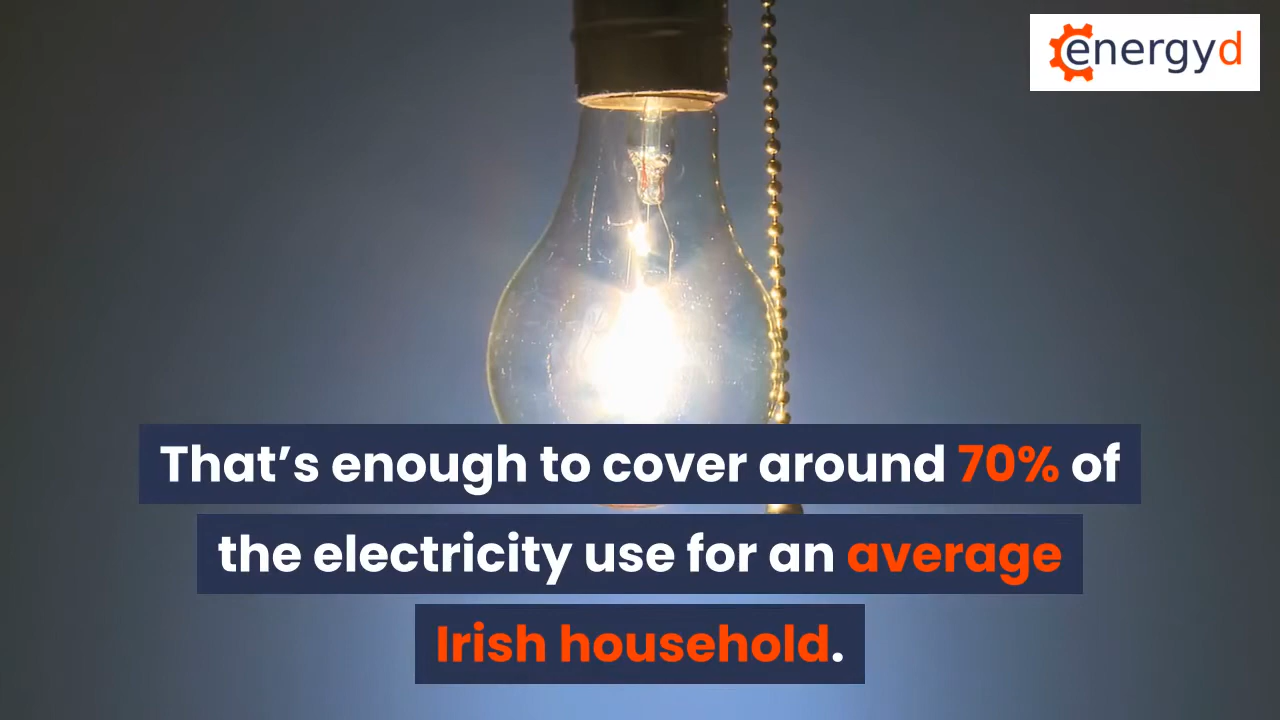 energyd
That’s enough to cover around 70% of
the electricity use for an average
Irish household.